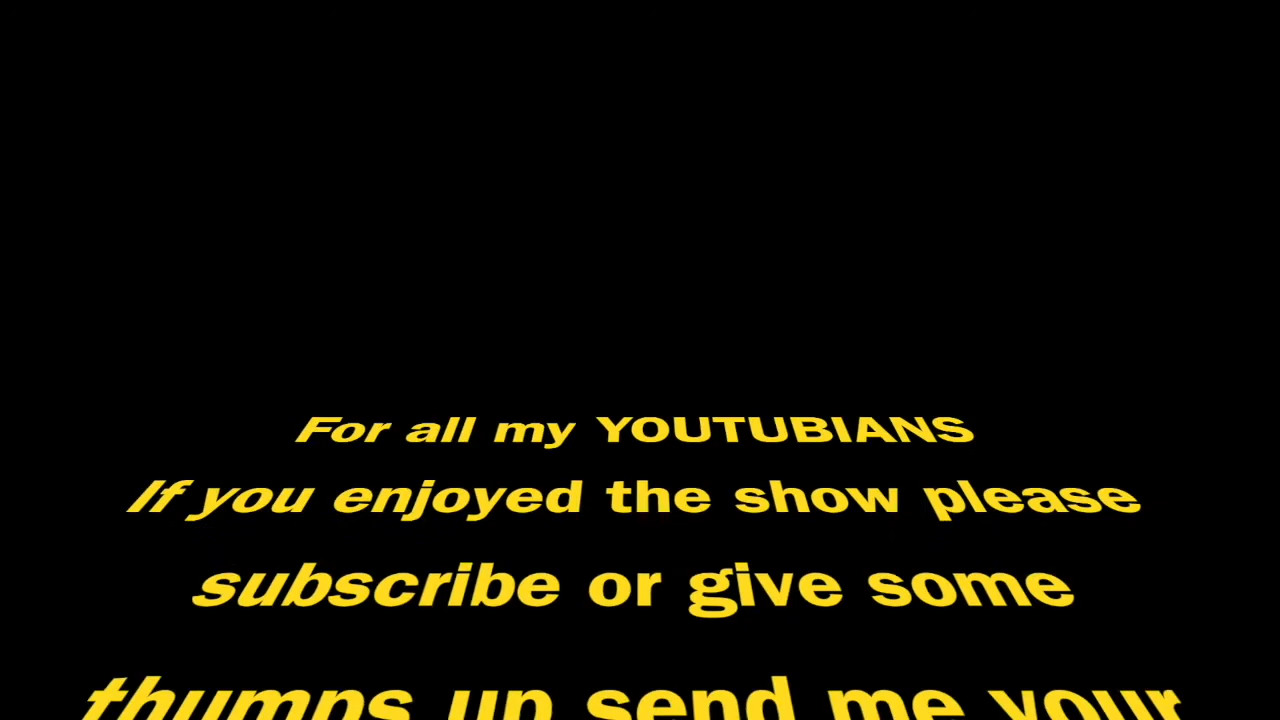 For all my YOUTUBIANS
If you enjoyed the show please
subscribe or give some
thumps up send me your